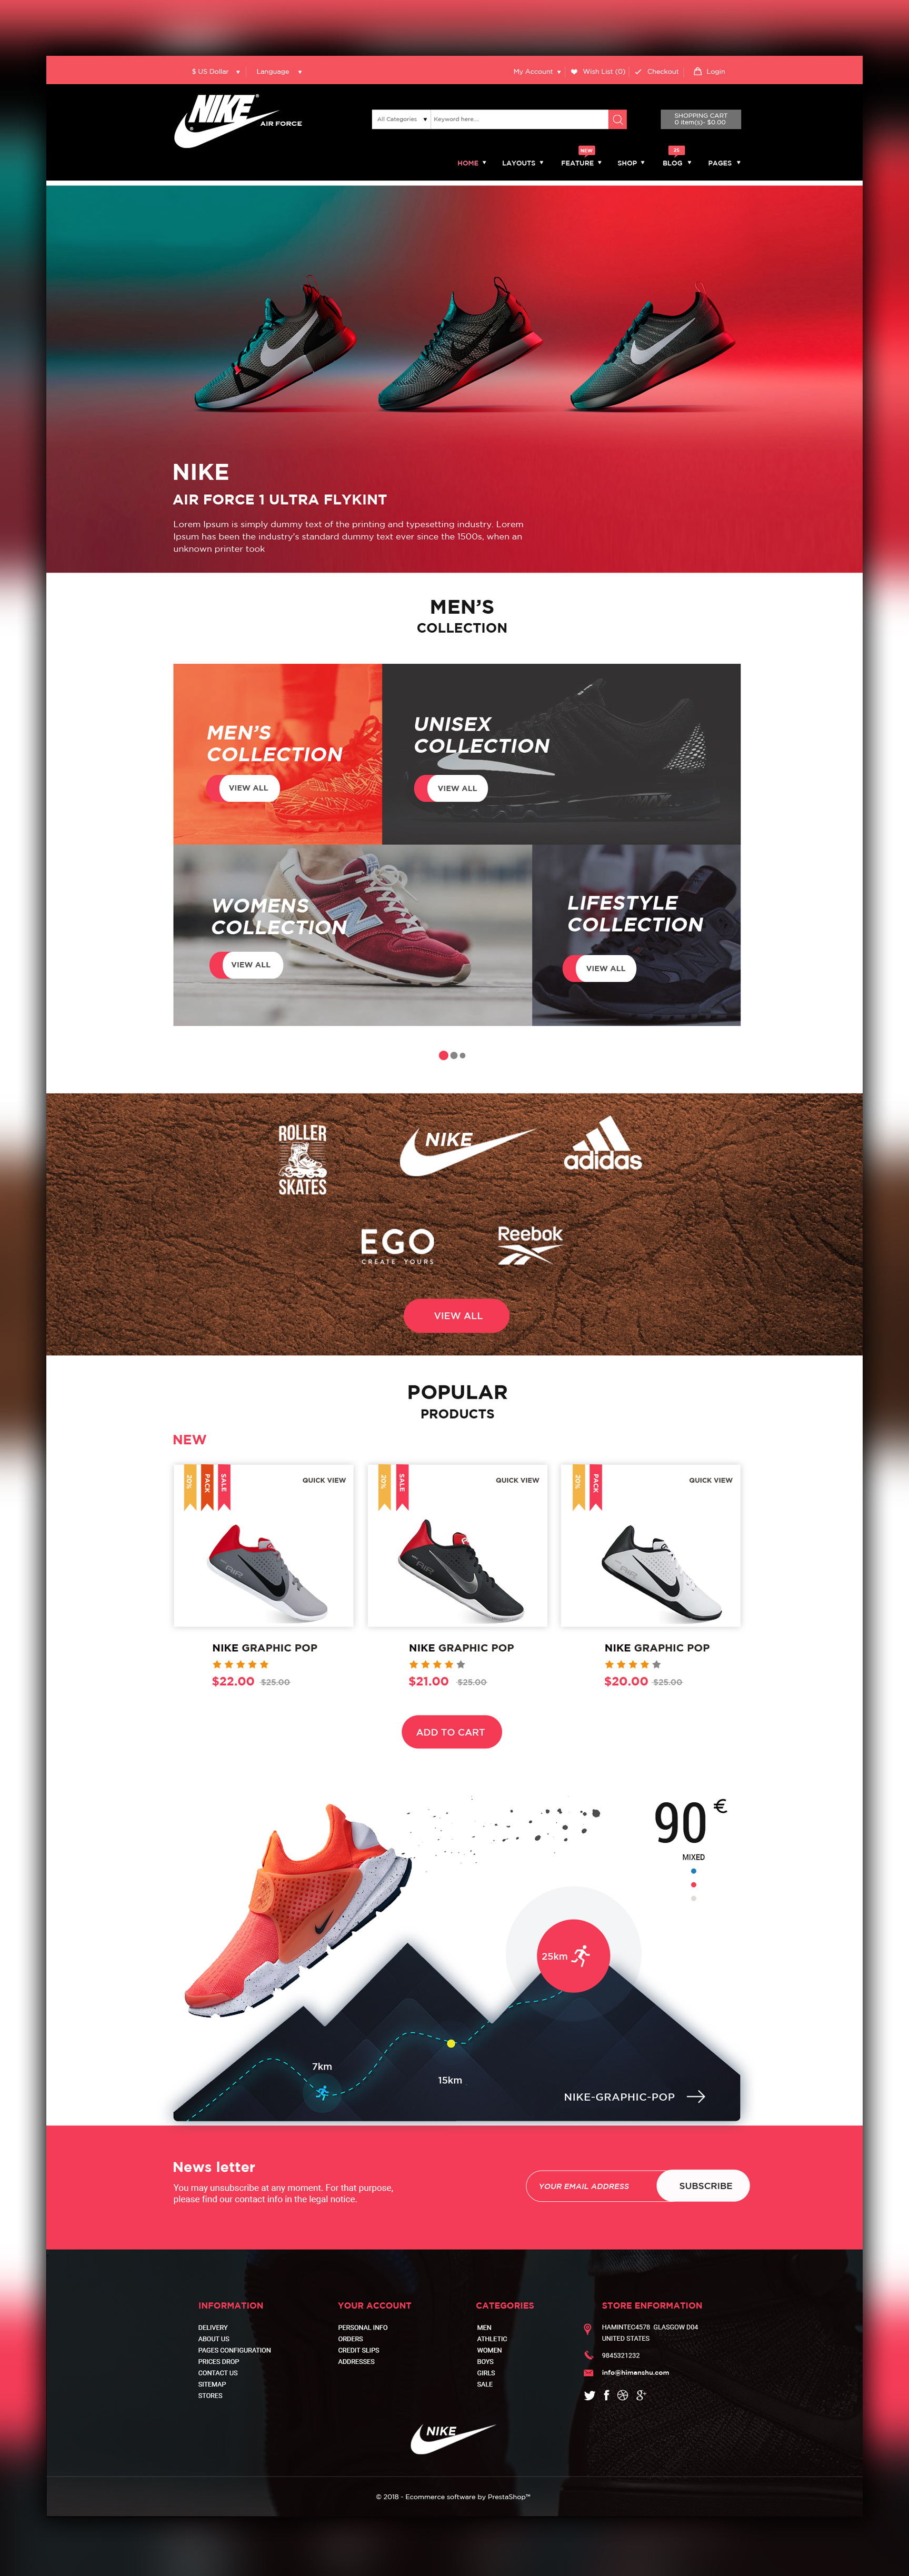 $ US Dollar ▼ Language ▼ My Account ▼ Wish List (0) Checkout Login
NIKE
AIR FORCE
All Categories ▼ Keyword here...
SHOPPING CART
0 item(s)- $0.00
NEW 25
HOME ▼ LAYOUTS ▼ FEATURE ▼ SHOP ▼ BLOG ▼ PAGES ▼
NIKE
AIR FORCE 1 ULTRA FLYKINT
Lorem Ipsum is simply dummy text of the printing and typesetting industry. Lorem
Ipsum has been the industry's standard dummy text ever since the 1500s, when an
unknown printer took
MEN'S
COLLECTION
MEN'S
COLLECTION
VIEW ALL
UNISEX
COLLECTION
VIEW ALL
WOMENS
COLLECTION
VIEW ALL
N
LIFESTYLE
COLLECTION
VIEW ALL
ROLLER
SKATES
NIKE
adidas
EGO
CREATE YOURS
Reebok
VIEW ALL
POPULAR
PRODUCTS
NEW
20% PACK SALE QUICK VIEW
20% SALE QUICK VIEW
20% PACK QUICK VIEW
AIR
AIR
NIKE GRAPHIC POP
$22.00 $25.00
NIKE GRAPHIC POP
$21.00 $25.00
NIKE GRAPHIC POP
$20.00 $25.00
ADD TO CART
90 €
MIXED
25km
7km
15km
NIKE-GRAPHIC-POP
News letter
You may unsubscribe at any moment. For that purpose,
please find our contact info in the legal notice.
YOUR EMAIL ADDRESS
SUBSCRIBE
INFORMATION
DELIVERY
ABOUT US
PAGES CONFIGURATION
PRICES DROP
CONTACT US
SITEMAP
STORES
YOUR ACCOUNT
PERSONAL INFO
ORDERS
CREDIT SLIPS
ADDRESSES
CATEGORIES
MEN
ATHLETIC
WOMEN
BOYS
GIRLS
SALE
STORE ENFORMATION
HAMINTEC4578 GLASGOW D04
UNITED STATES
9845321232
info@himanshu.com
NIKE
© 2018 - Ecommerce software by PrestaShop™